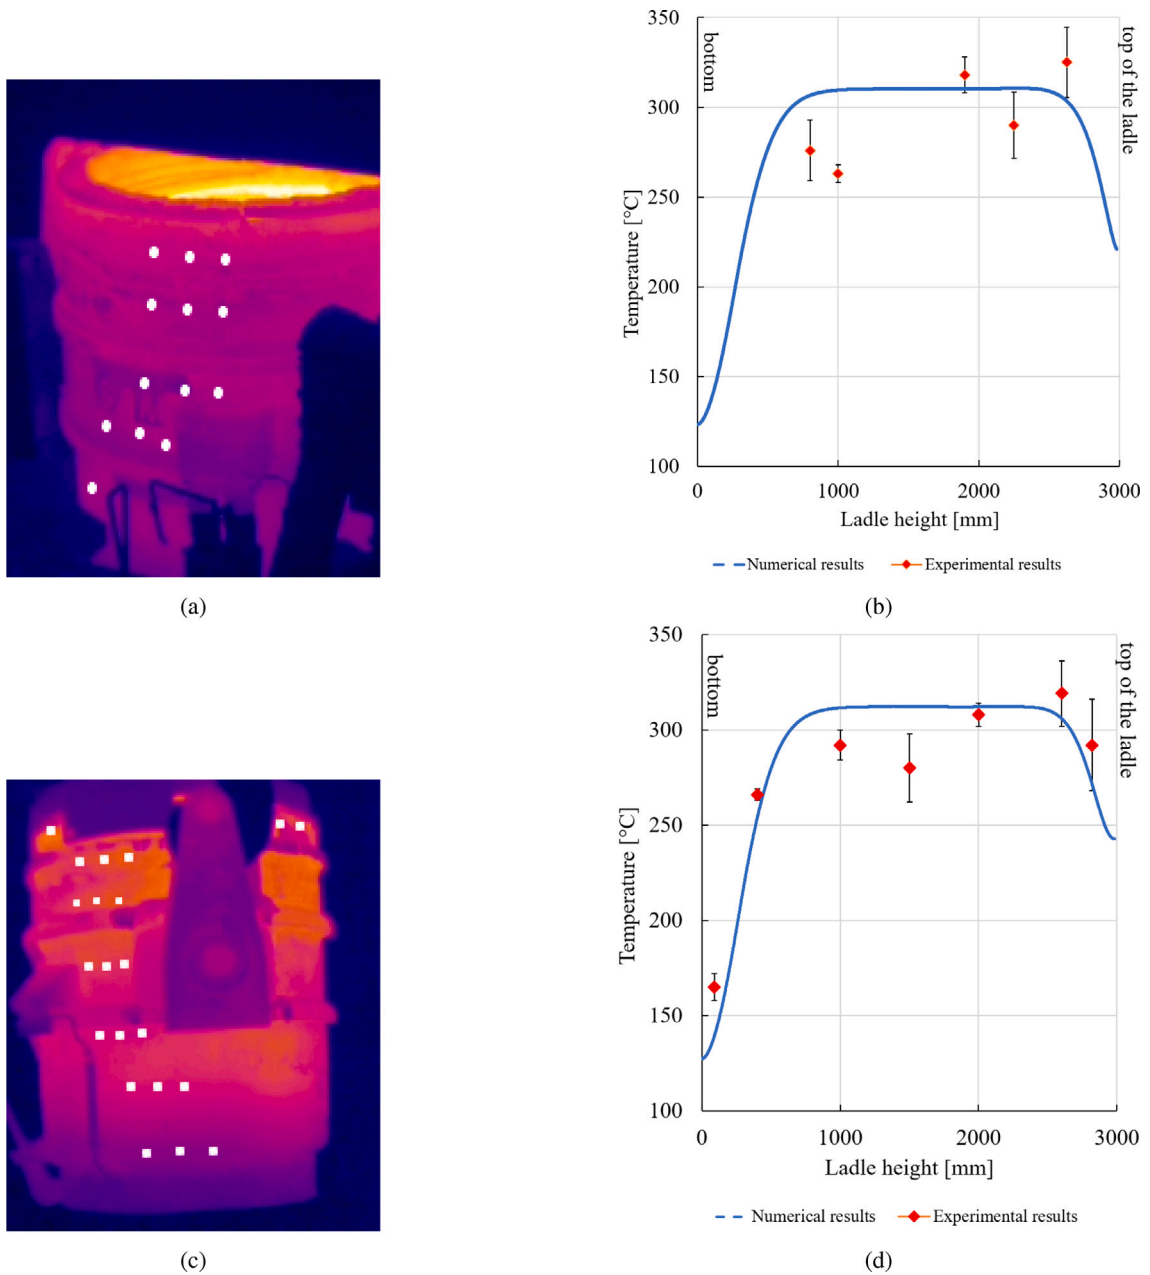 350
300
250
200
150
100
Temperature [°C]
bottom
top of the ladle
0
1000
2000
3000
Ladle height [mm]
Numerical results
Experimental results
(a)
(b)
350
300
250
200
150
100
Temperature [°C]
bottom
top of the ladle
0
1000
2000
3000
Ladle height [mm]
Numerical results
Experimental results
(c)
(d)